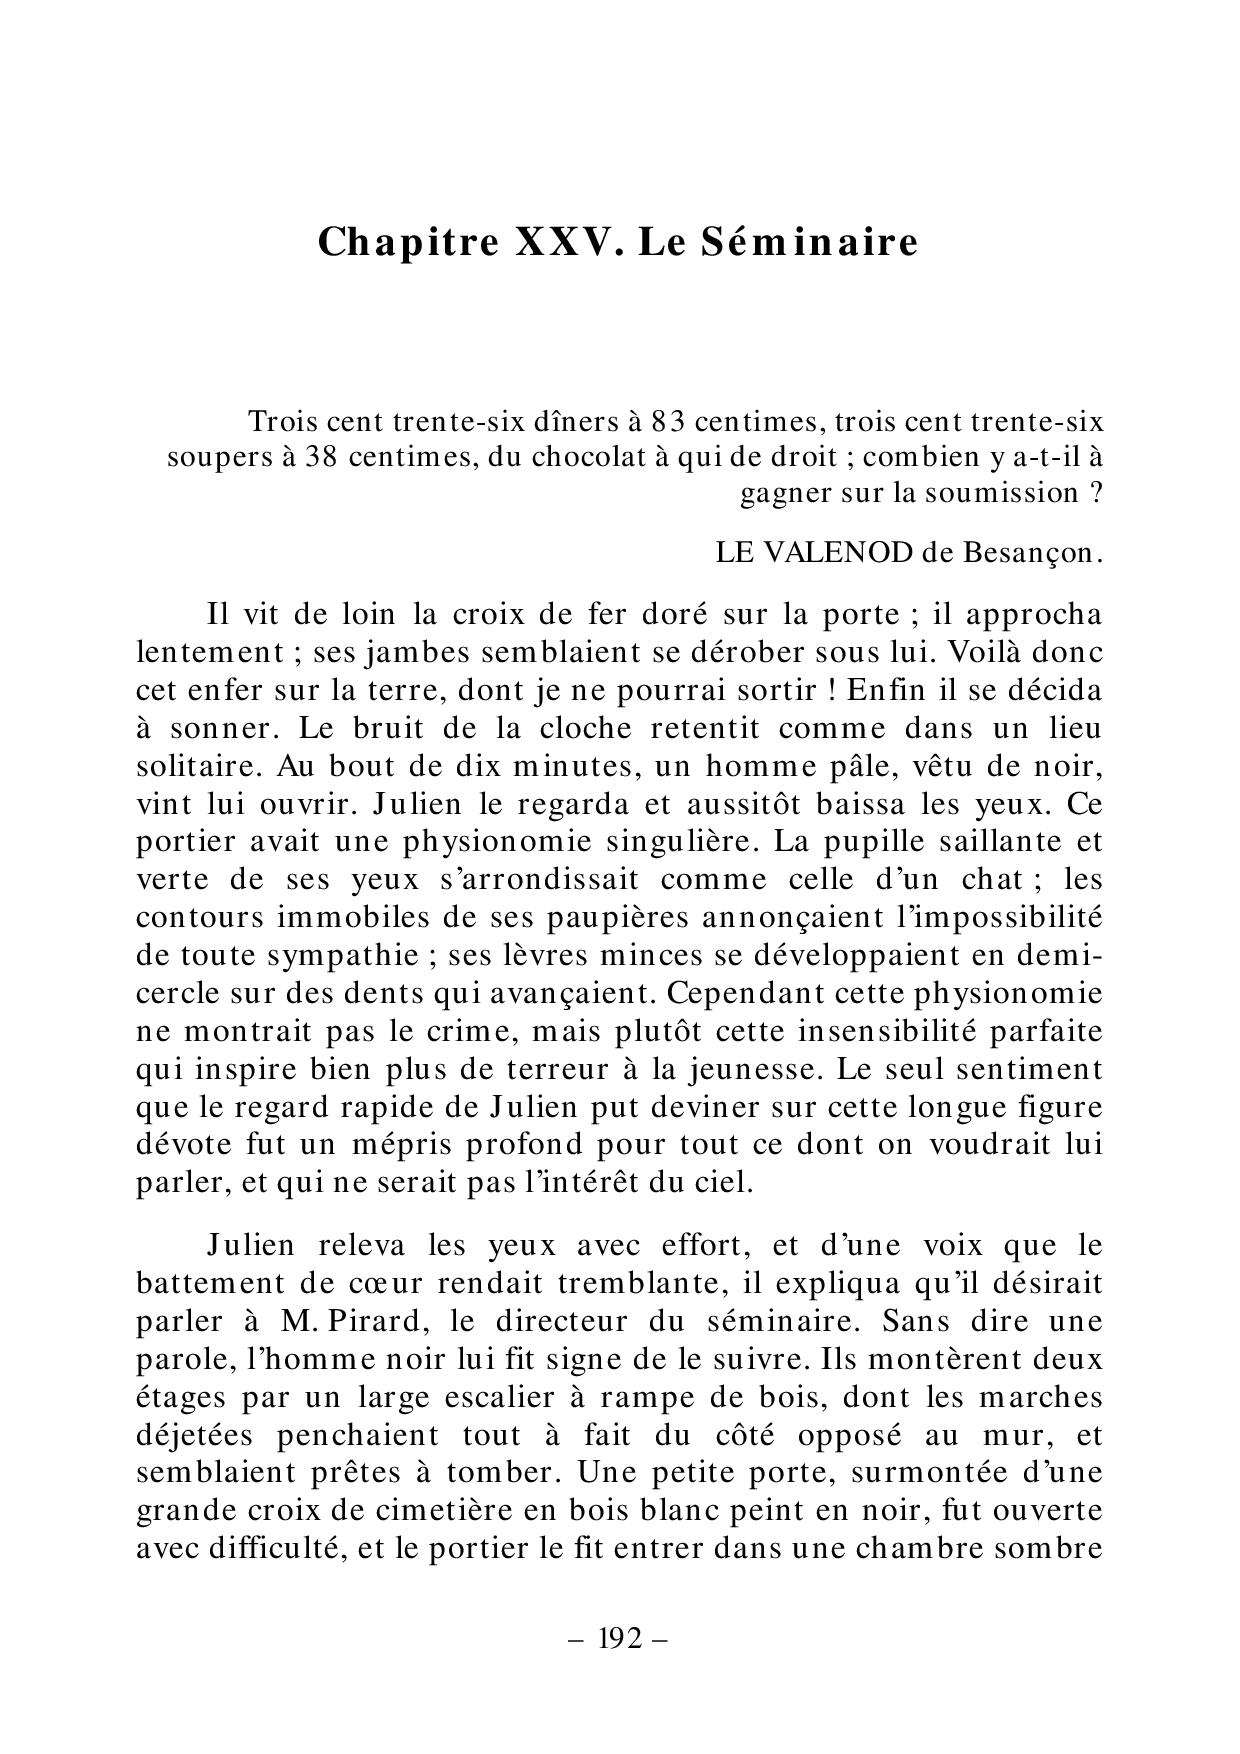 Chapitre XXV. Le Séminaire
Trois cent trente-six dîners à 83 centimes, trois cent trente-six
soupers à 38 centimes, du chocolat à qui de droit ; combien y a-t-il à
gagner sur la soumission ?
LE VALENOD de Besançon.
Il vit de loin la croix de fer doré sur la porte ; il approcha
lentement ; ses jambes semblaient se dérober sous lui. Voilà donc
cet enfer sur la terre, dont je ne pourrai sortir ! Enfin il se décida
à sonner. Le bruit de la cloche retentit comme dans un lieu
solitaire. Au bout de dix minutes, un homme pâle, vêtu de noir,
vint lui ouvrir. Julien le regarda et aussitôt baissa les yeux. Ce
portier avait une physionomie singulière. La pupille saillante et
verte de ses yeux s’arrondissait comme celle d’un chat ; les
contours immobiles de ses paupières annonçaient l’impossibilité
de toute sympathie ; ses lèvres minces se développaient en demi-
cercle sur des dents qui avançaient. Cependant cette physionomie
ne montrait pas le crime, mais plutôt cette insensibilité parfaite
qui inspire bien plus de terreur à la jeunesse. Le seul sentiment
que le regard rapide de Julien put deviner sur cette longue figure
dévote fut un mépris profond pour tout ce dont on voudrait lui
parler, et qui ne serait pas l’intérêt du ciel.
Julien releva les yeux avec effort, et d’une voix que le
battement de cœur rendait tremblante, il expliqua qu’il désirait
parler à M. Pirard, le directeur du séminaire. Sans dire une
parole, l’homme noir lui fit signe de le suivre. Ils montèrent deux
étages par un large escalier à rampe de bois, dont les marches
déjetées penchaient tout à fait du côté opposé au mur, et
semblaient prêtes à tomber. Une petite porte, surmontée d’une
grande croix de cimetière en bois blanc peint en noir, fut ouverte
avec difficulté, et le portier le fit entrer dans une chambre sombre
– 192 –